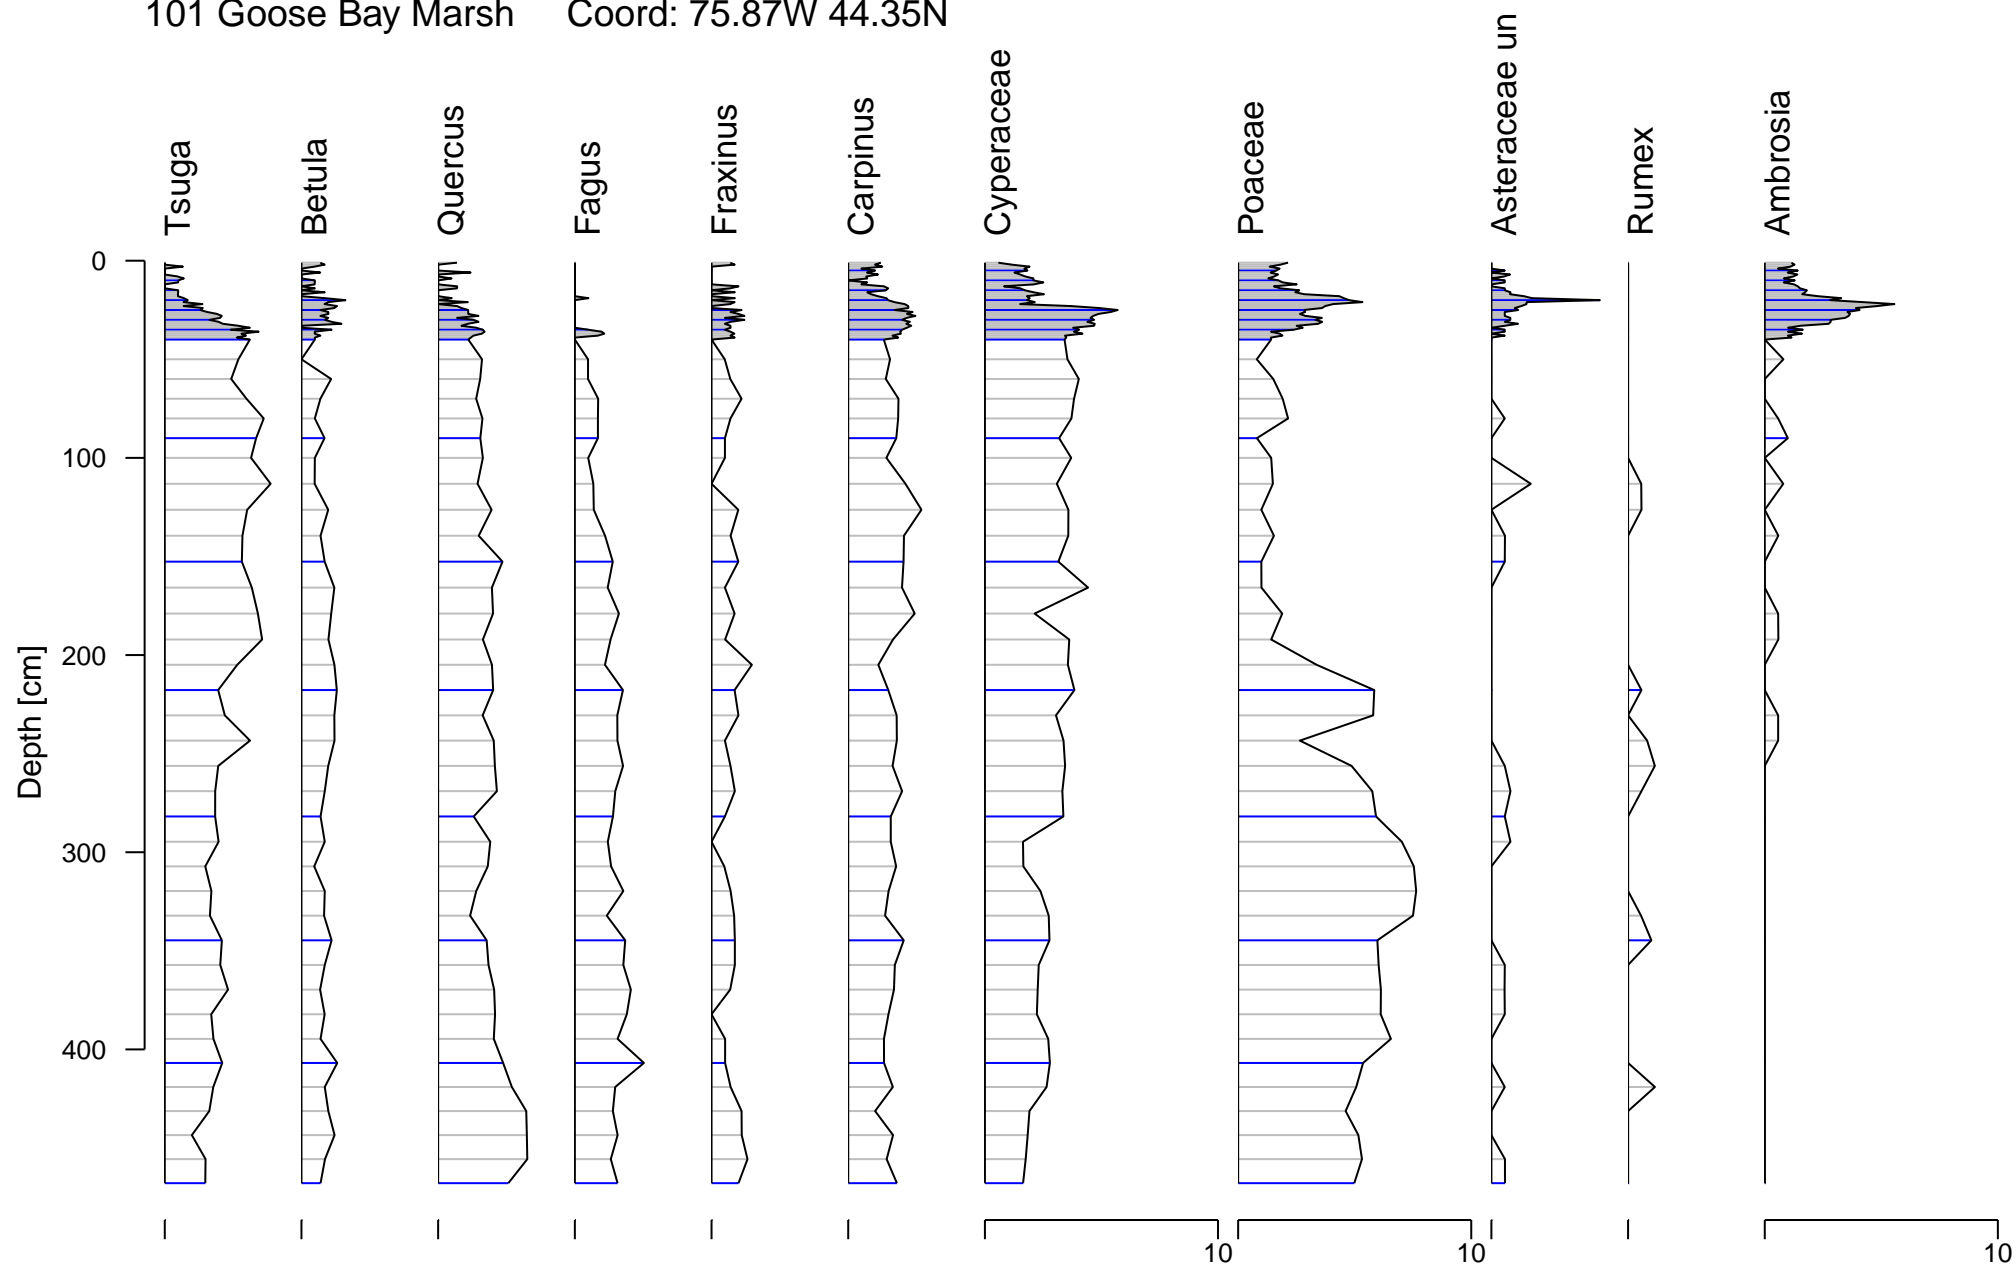 101 Goose Bay Marsh Coord: 75.87W 44.35N
Tsuga
Betula
Quercus
Fagus
Fraxinus
Carpinus
Cyperaceae
Poaceae
Asteraceae un
Rumex
Ambrosia
Depth [cm]
0
100
200
300
400
10
10
10